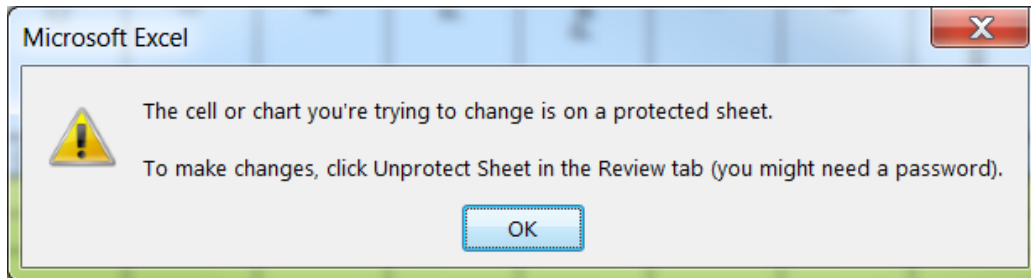 Microsoft Excel
The cell or chart you're trying to change is on a protected sheet.
To make changes, click Unprotect Sheet in the Review tab (you might need a password).
OK